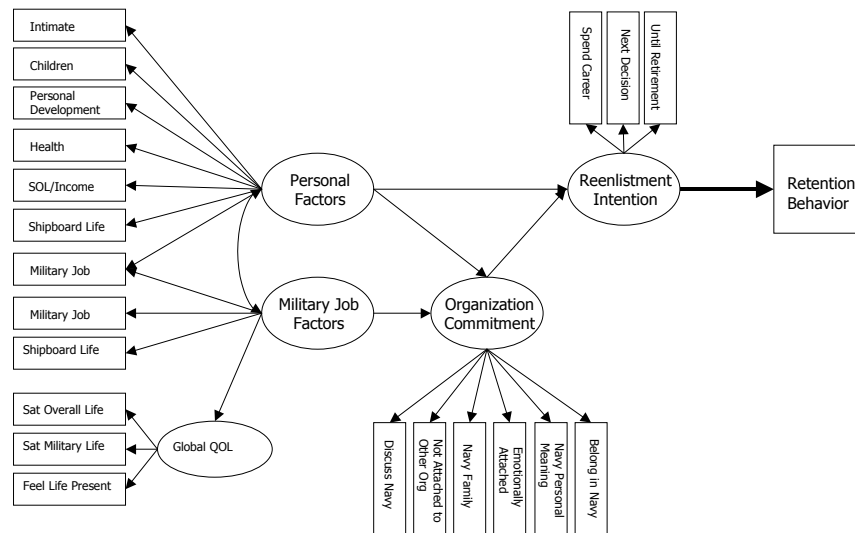 Intimate
Children
Personal
Development
Health
SOL/Income
Shipboard Life
Military Job
Military Job
Shipboard Life
Sat Overall Life
Sat Military Life
Feel Life Present
Global QOL
Personal
Factors
Military Job
Factors
Organization
Commitment
Spend Career
Next Decision
Until Retirement
Reenlistment
Intention
Retention
Behavior
Discuss Navy
Not Attached to
Other Org
Navy Family
Emotionally
Attached
Navy Personal
Meaning
Belong in Navy